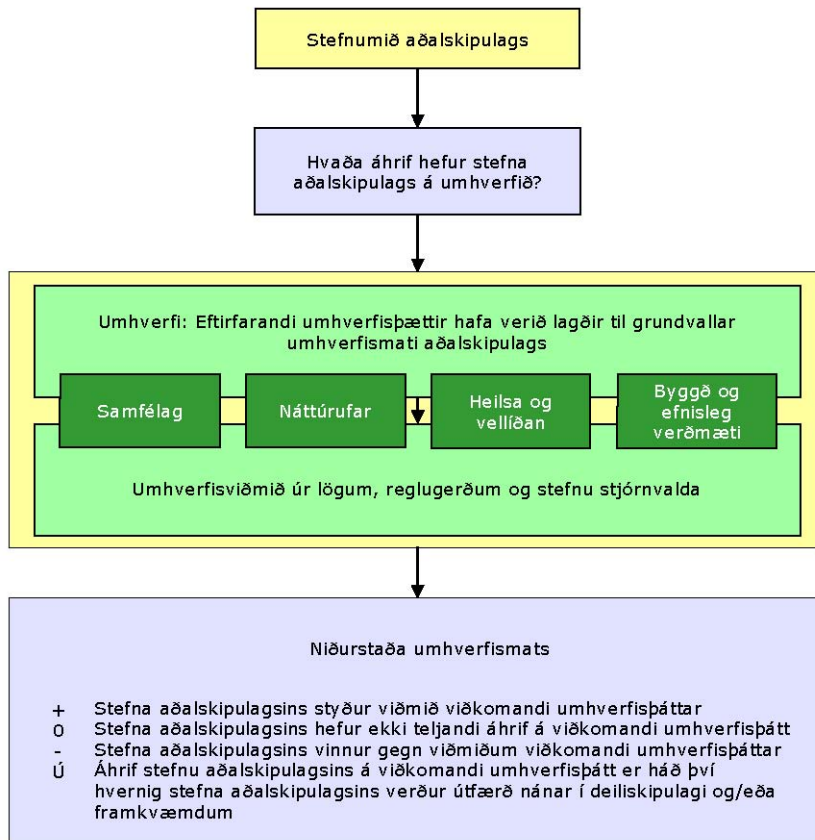 Stefnumið aðalskipulags
Hvaða áhrif hefur stefna
aðalskipulags á umhverfið?
Umhverfi: Eftirfarandi umhverfisþættir hafa verið lagðir til grundvallar
umhverfismati aðalskipulags
Samfélag
Náttúrufar
Heilsa og
vellíðan
Byggð og
efnisleg
verðmæti
Umhverfisviðmið úr lögum, reglugerðum og stefnu stjórnvalda
Niðurstaða umhverfismats
+ Stefna aðalskipulagsins styður viðmið viðkomandi umhverfisþáttar
0 Stefna aðalskipulagsins hefur ekki teljandi áhrif á viðkomandi umhverfisþátt
- Stefna aðalskipulagsins vinnur gegn viðmiðum viðkomandi umhverfisþáttar
Ú Áhrif stefnu aðalskipulagsins á viðkomandi umhverfisþátt er háð því
hvernig stefna aðalskipulagsins verður útfærð nánar í deiliskipulagi og/eða
framkvæmdum